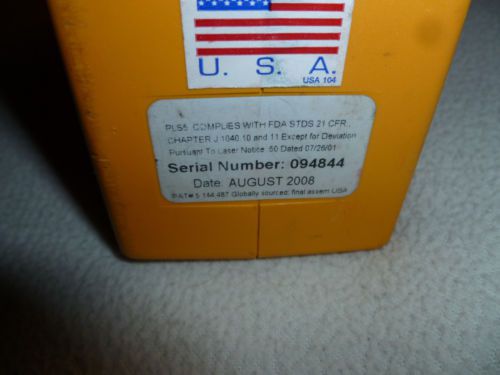 U. S. A.
USA 104
PLS5 COMPLIES WITH FDA STDS 21 CFR,
CHAPTER J 1040.10 and 11 Except for Deviation
Pursuant To Laser Notice 50 Dated 07/26/01
Serial Number: 094844
Date: AUGUST 2008
PAT# 5,144,487 Globally sourced; final assem USA